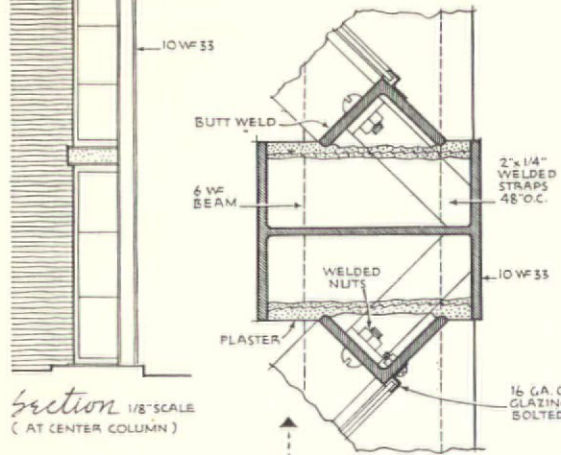 10 WF 33
BUTT WELD
6 WF
BEAM
2"x 1/4"
WELDED
STRAPS
48" O.C.
WELDED
NUTS
10 WF 33
PLASTER
16 GA.
GLAZING
BOLTED
Section 1/8" SCALE
( AT CENTER COLUMN )